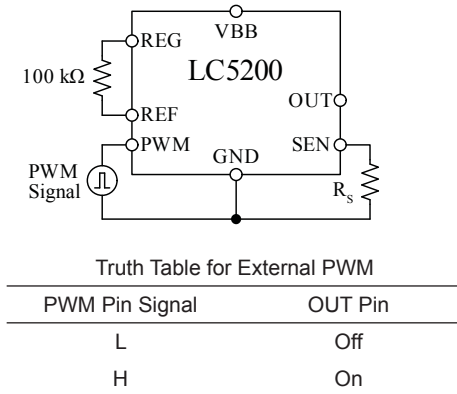 REG
VBB
LC5200
100 kΩ
OUT
REF
PWM
GND
SEN
PWM
Signal
RS
Truth Table for External PWM
PWM Pin Signal OUT Pin
L Off
H On